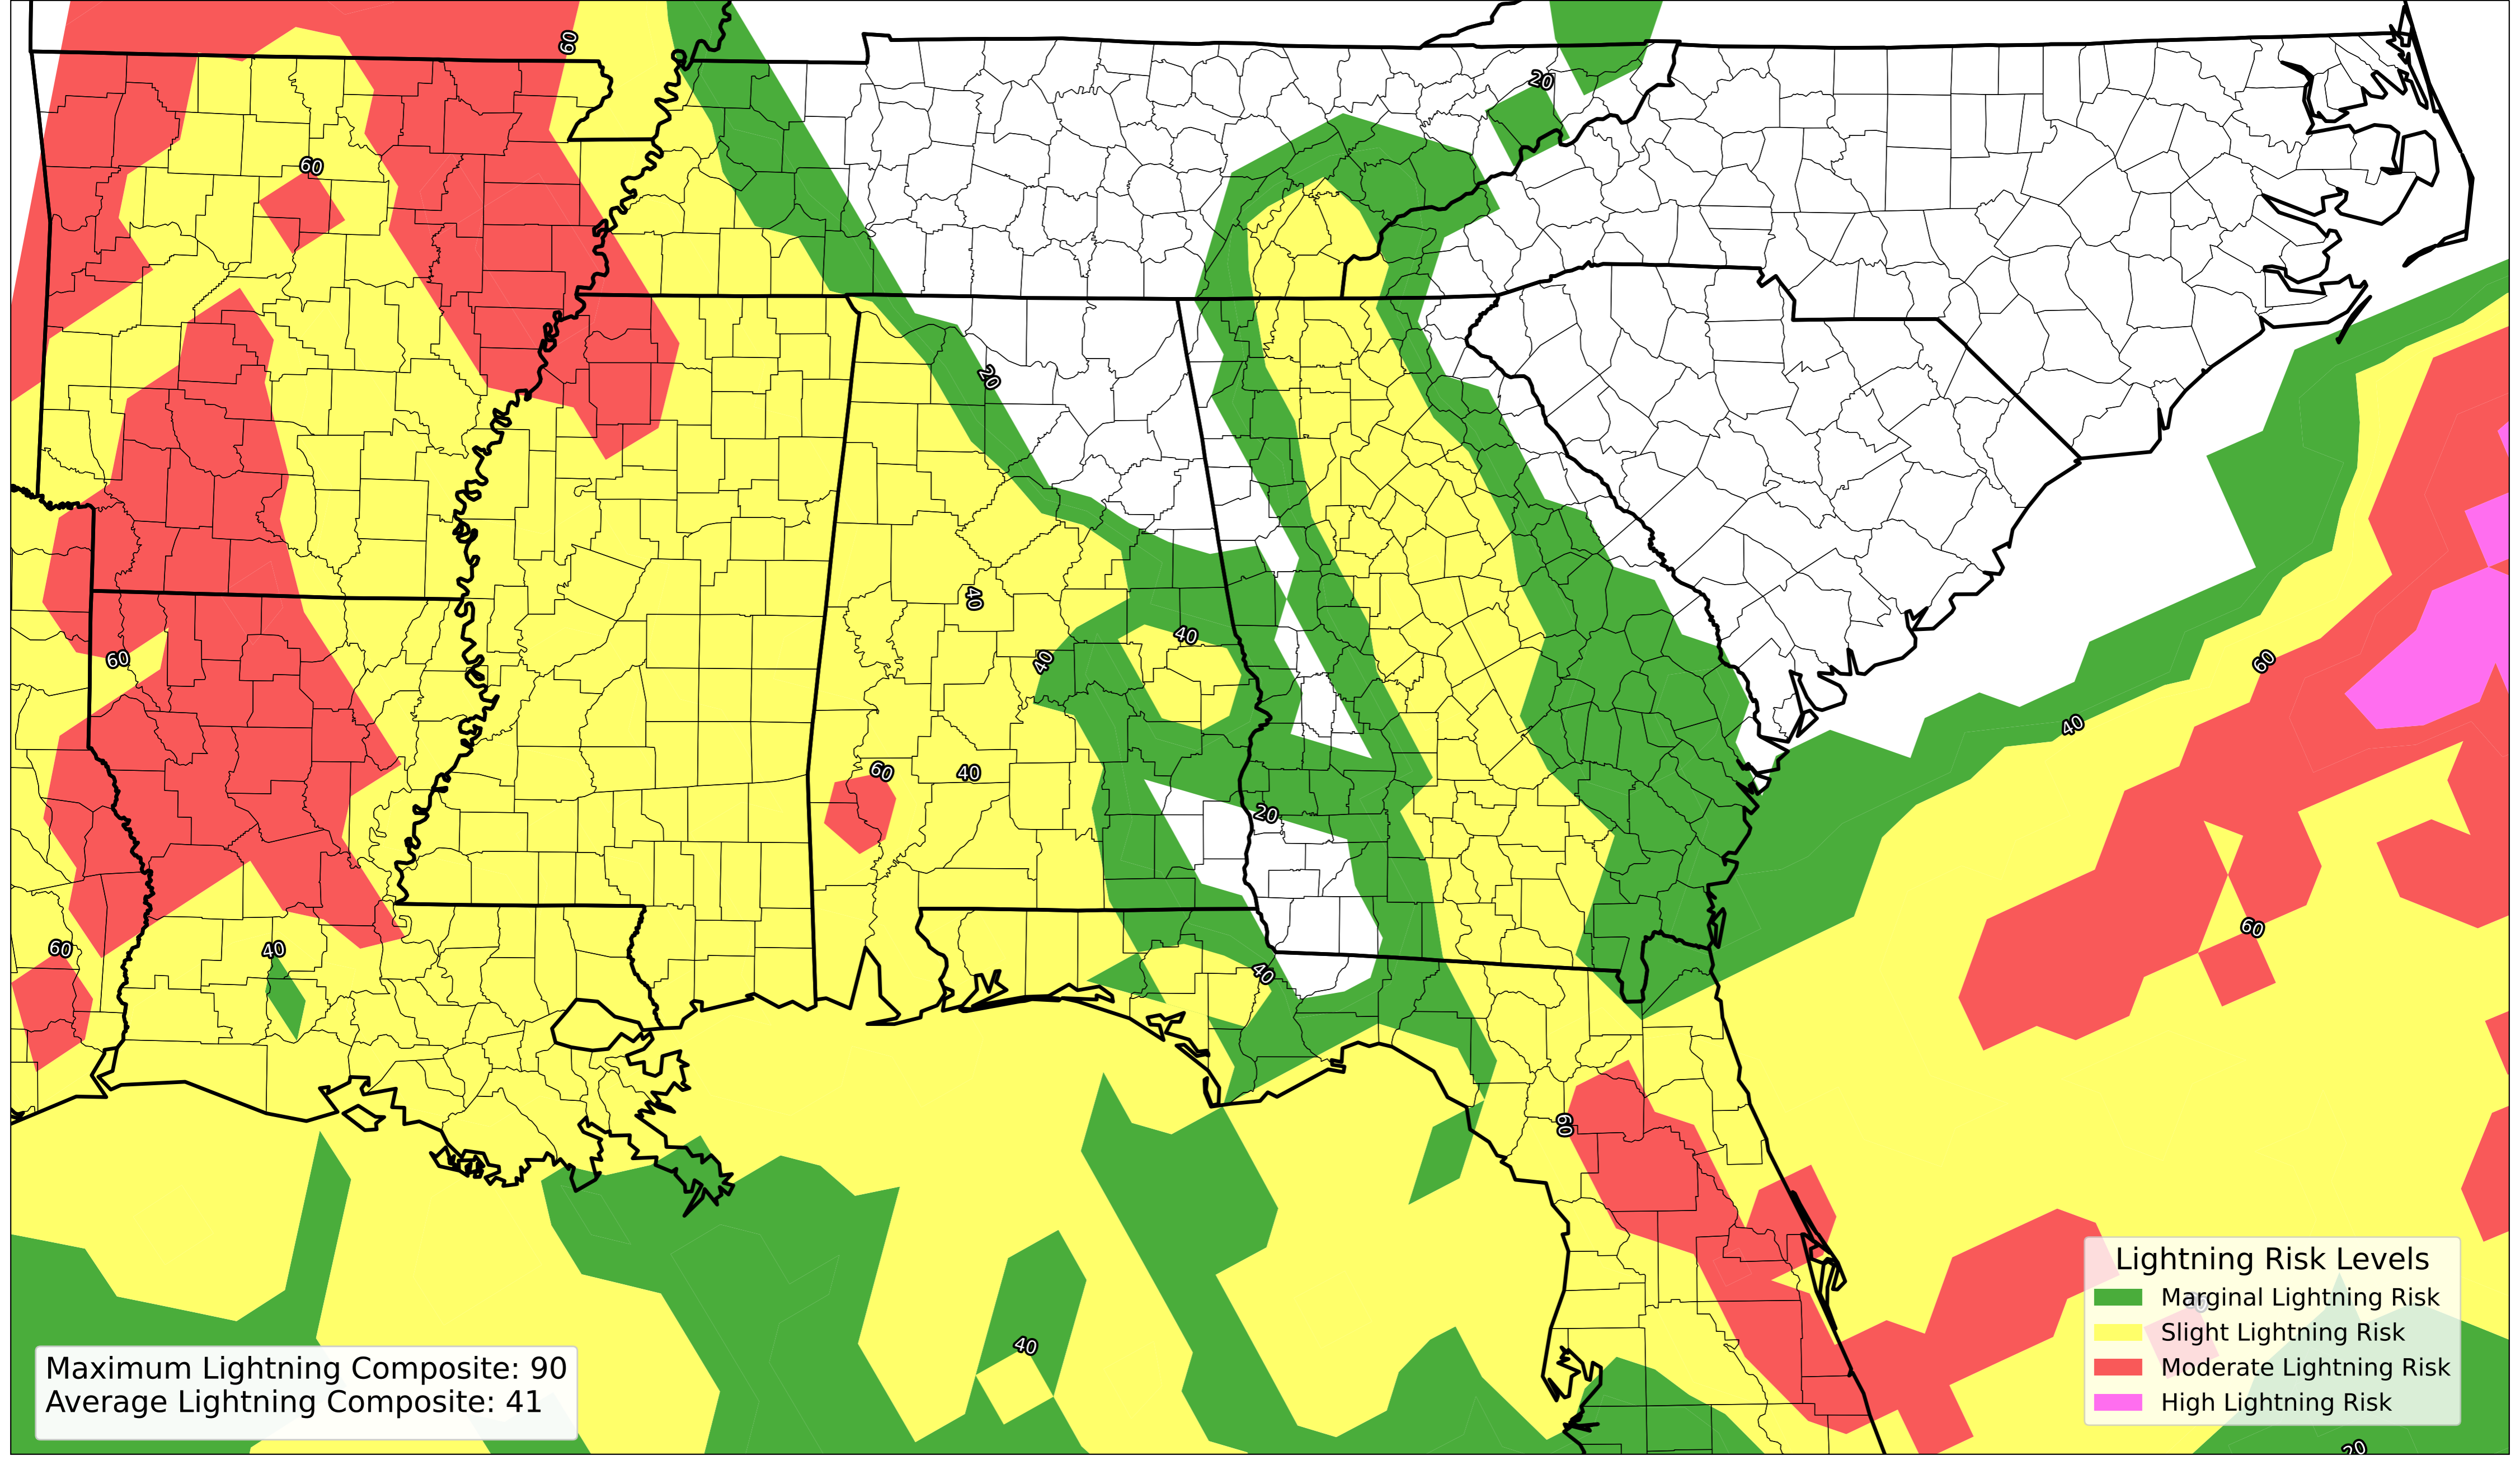 60
20
60
20
40
40
40
60
60
40
60
40
20
60
60
40
40
60
40
Lightning Risk Levels
Marginal Lightning Risk
Slight Lightning Risk
Moderate Lightning Risk
High Lightning Risk
Maximum Lightning Composite: 90
Average Lightning Composite: 41
20